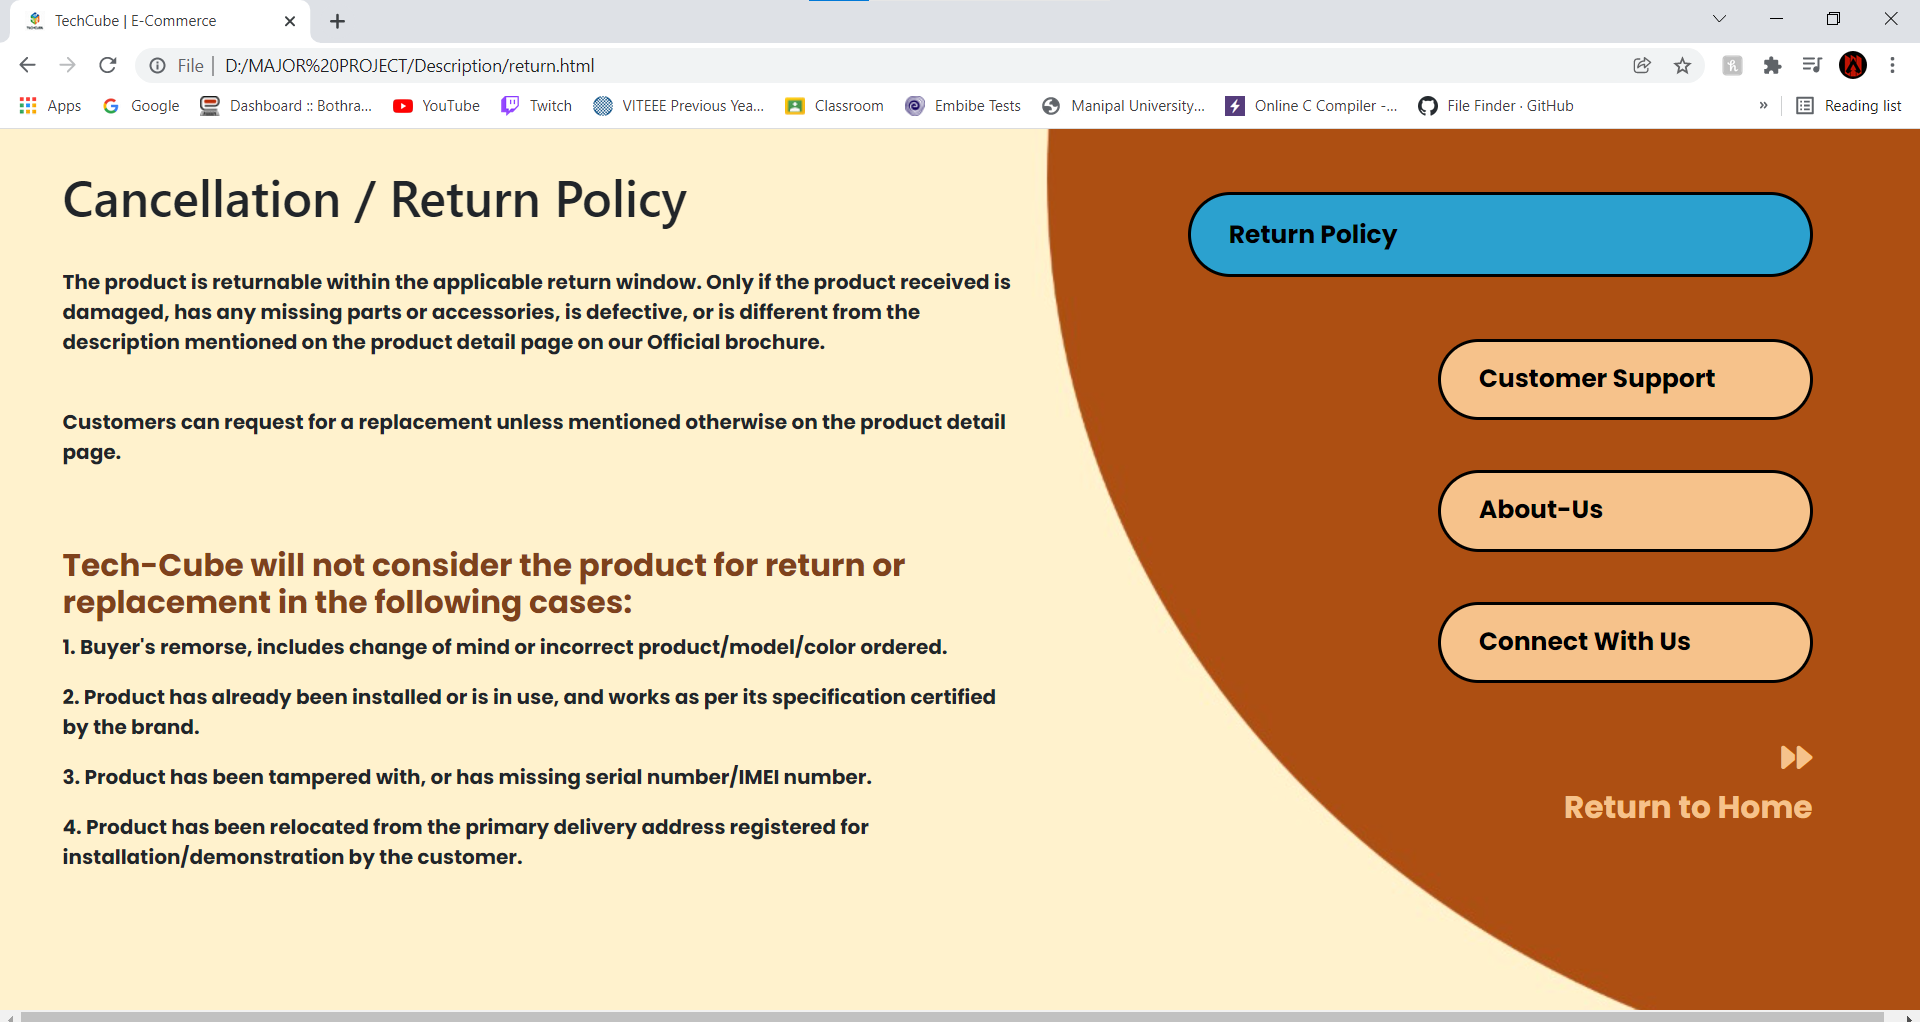 TechCube | E-Commerce
File | D:/MAJOR%20PROJECT/Description/return.html
Apps Google Dashboard :: Bothra... YouTube Twitch VITEEE Previous Yea... Classroom Embibe Tests Manipal University... Online C Compiler -... File Finder · GitHub » Reading list
Cancellation / Return Policy
The product is returnable within the applicable return window. Only if the product received is
damaged, has any missing parts or accessories, is defective, or is different from the
description mentioned on the product detail page on our Official brochure.
Customers can request for a replacement unless mentioned otherwise on the product detail
page.
Tech-Cube will not consider the product for return or
replacement in the following cases:
1. Buyer's remorse, includes change of mind or incorrect product/model/color ordered.
2. Product has already been installed or is in use, and works as per its specification certified
by the brand.
3. Product has been tampered with, or has missing serial number/IMEI number.
4. Product has been relocated from the primary delivery address registered for
installation/demonstration by the customer.
Return Policy
Customer Support
About-Us
Connect With Us
Return to Home